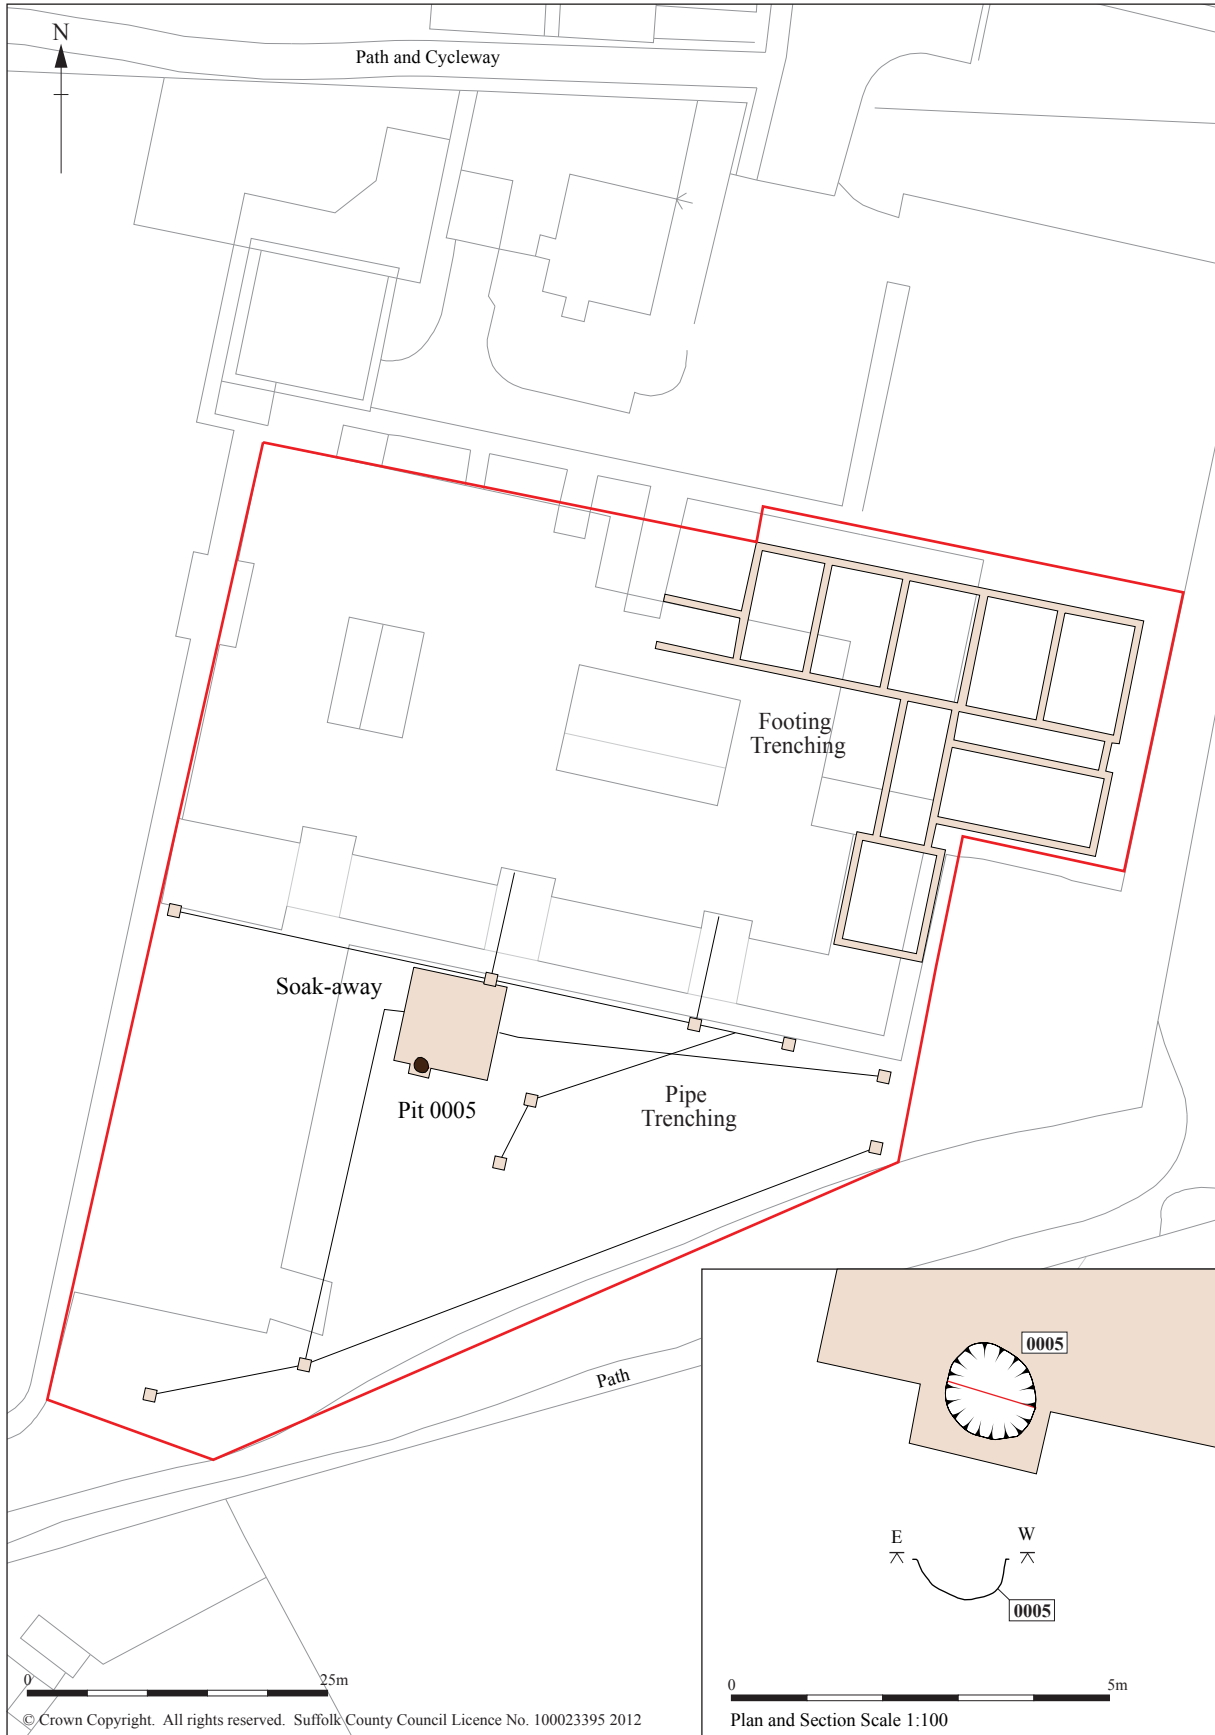 N
Path and Cycleway
Footing
Trenching
Soak-away
Pit 0005
Pipe
Trenching
Path
0005
E W
0005
0 25m
© Crown Copyright. All rights reserved. Suffolk County Council Licence No. 100023395 2012
0 5m
Plan and Section Scale 1:100